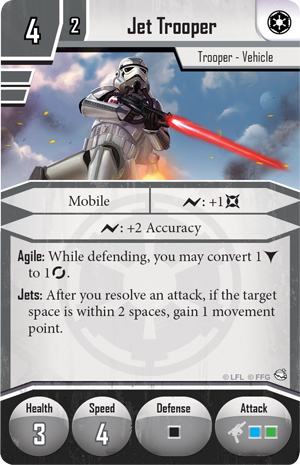 4 2 Jet Trooper
Trooper - Vehicle
Mobile : +1
: +2 Accuracy
Agile: While defending, you may convert 1
to 1 .
Jets: After you resolve an attack, if the target
space is within 2 spaces, gain 1 movement
point.
© LFL © FFG
Health Speed Defense Attack
3 4